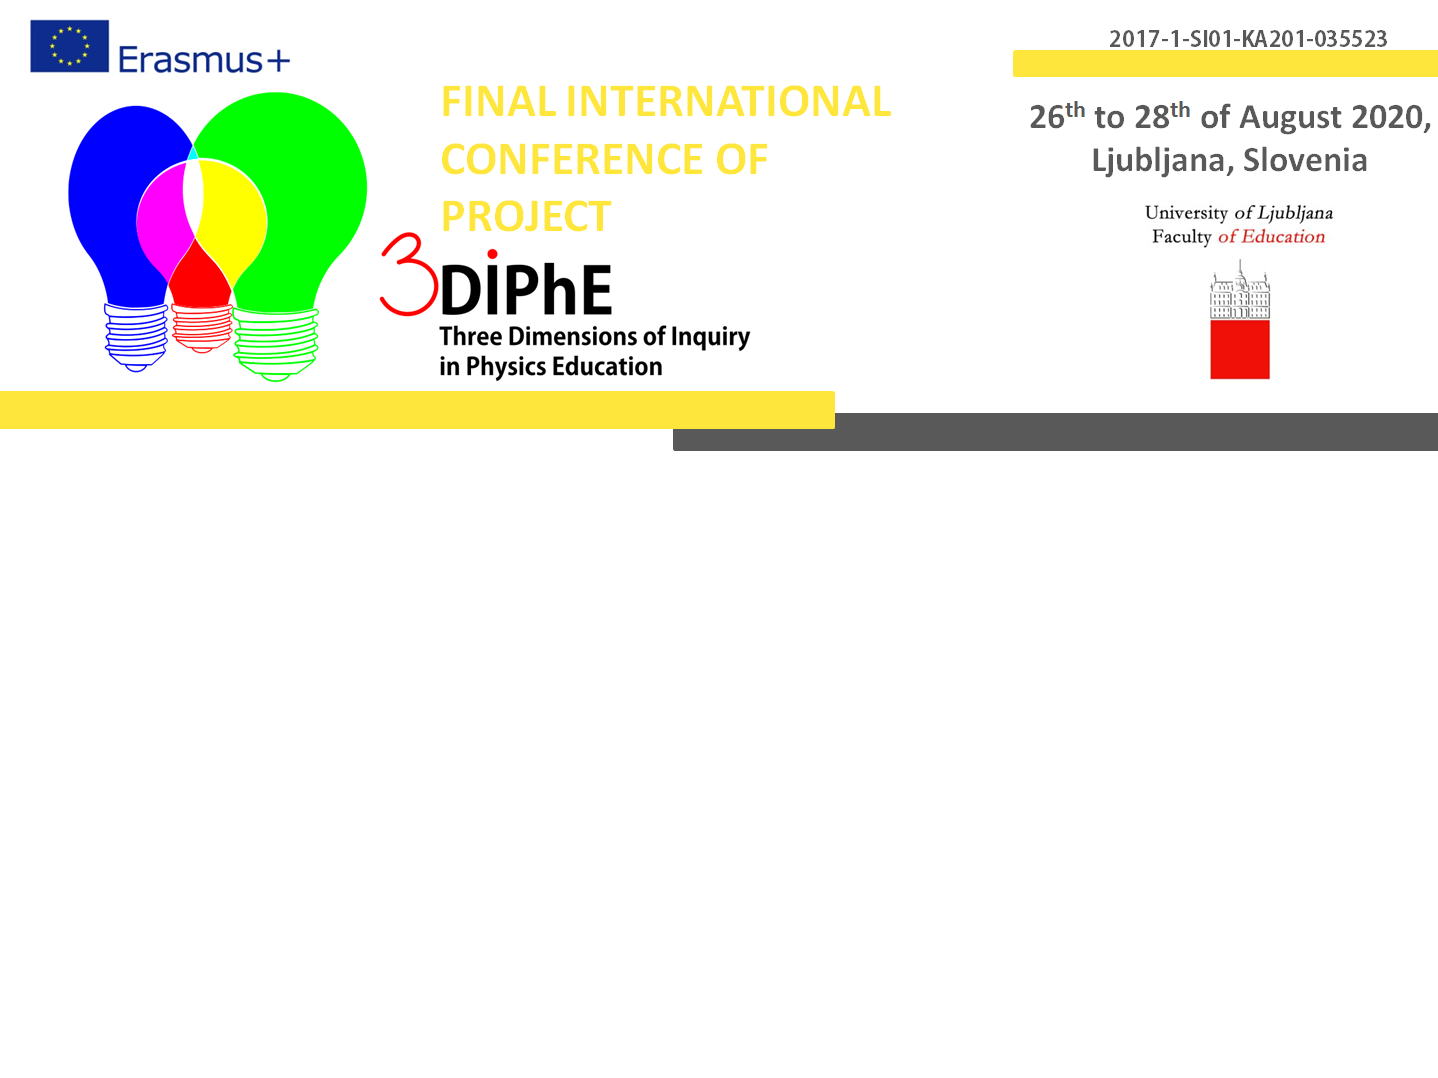 Erasmus+
2017-1-SI01-KA201-035523
FINAL INTERNATIONAL
CONFERENCE OF
PROJECT
3DiPhE
Three Dimensions of Inquiry
in Physics Education
26th to 28th of August 2020,
Ljubljana, Slovenia
University of Ljubljana
Faculty of Education